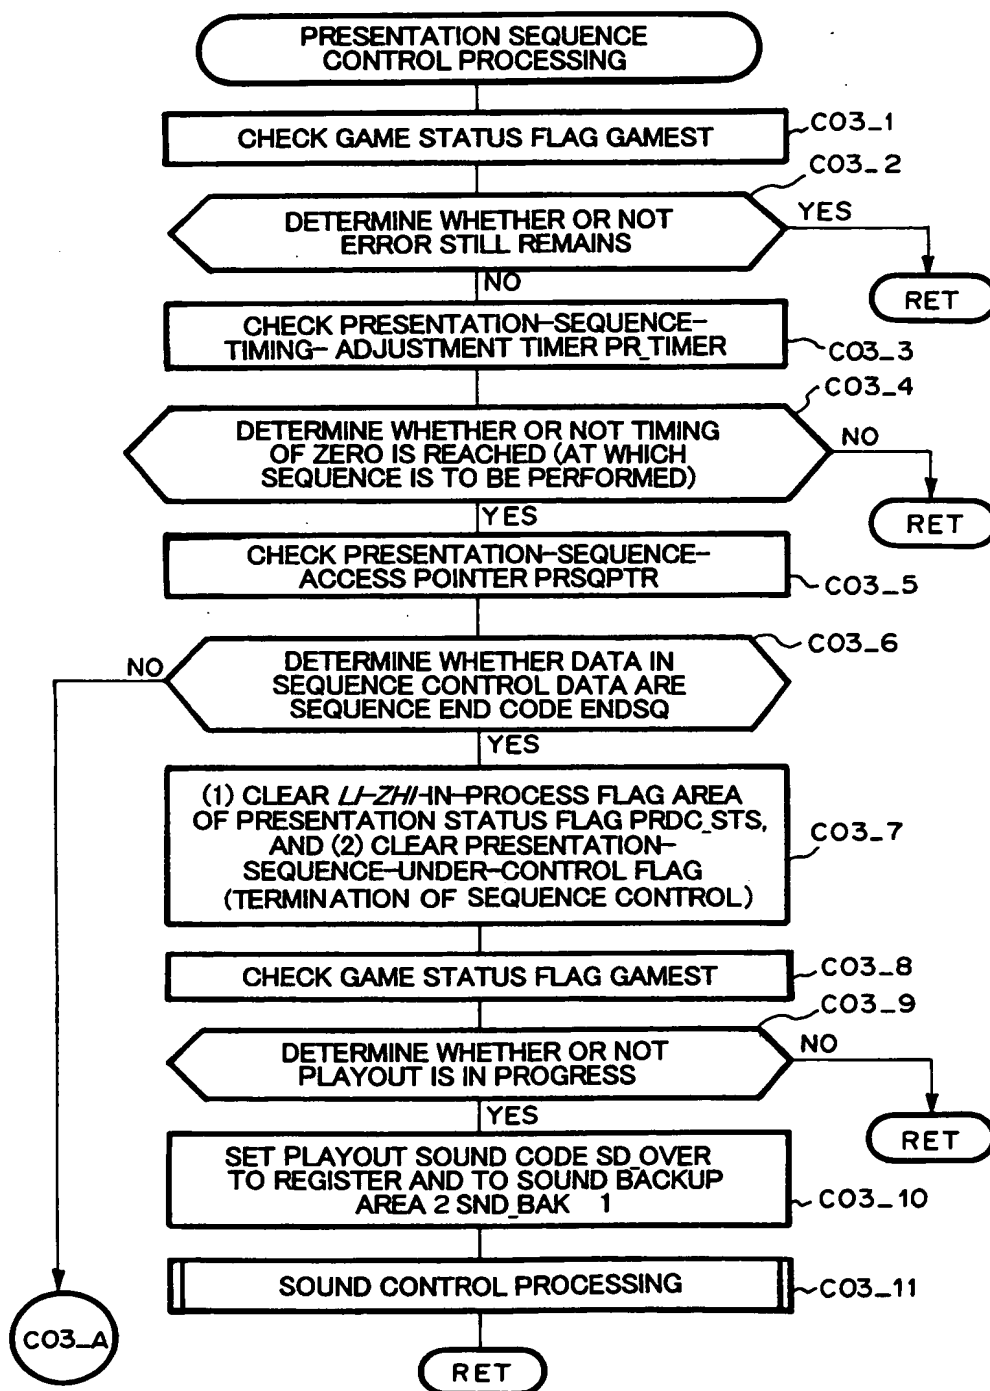 PRESENTATION SEQUENCE
CONTROL PROCESSING
CHECK GAME STATUS FLAG GAMEST
C03_1
C03_2
DETERMINE WHETHER OR NOT
ERROR STILL REMAINS
YES
RET
NO
CHECK PRESENTATION-SEQUENCE-
TIMING- ADJUSTMENT TIMER PR_TIMER
C03_3
C03_4
DETERMINE WHETHER OR NOT TIMING
OF ZERO IS REACHED (AT WHICH
SEQUENCE IS TO BE PERFORMED)
NO
RET
YES
CHECK PRESENTATION-SEQUENCE-
ACCESS POINTER PRSQPTR
C03_5
C03_6
NO
DETERMINE WHETHER DATA IN
SEQUENCE CONTROL DATA ARE
SEQUENCE END CODE ENDSQ
YES
(1) CLEAR LI-ZHI-IN-PROCESS FLAG AREA
OF PRESENTATION STATUS FLAG PRDC_STS,
AND (2) CLEAR PRESENTATION-
SEQUENCE-UNDER-CONTROL FLAG
(TERMINATION OF SEQUENCE CONTROL)
C03_7
CHECK GAME STATUS FLAG GAMEST
C03_8
C03_9
DETERMINE WHETHER OR NOT
PLAYOUT IS IN PROGRESS
NO
RET
YES
SET PLAYOUT SOUND CODE SD_OVER
TO REGISTER AND TO SOUND BACKUP
AREA 2 SND_BAK 1
C03_10
SOUND CONTROL PROCESSING
C03_11
C03_A
RET